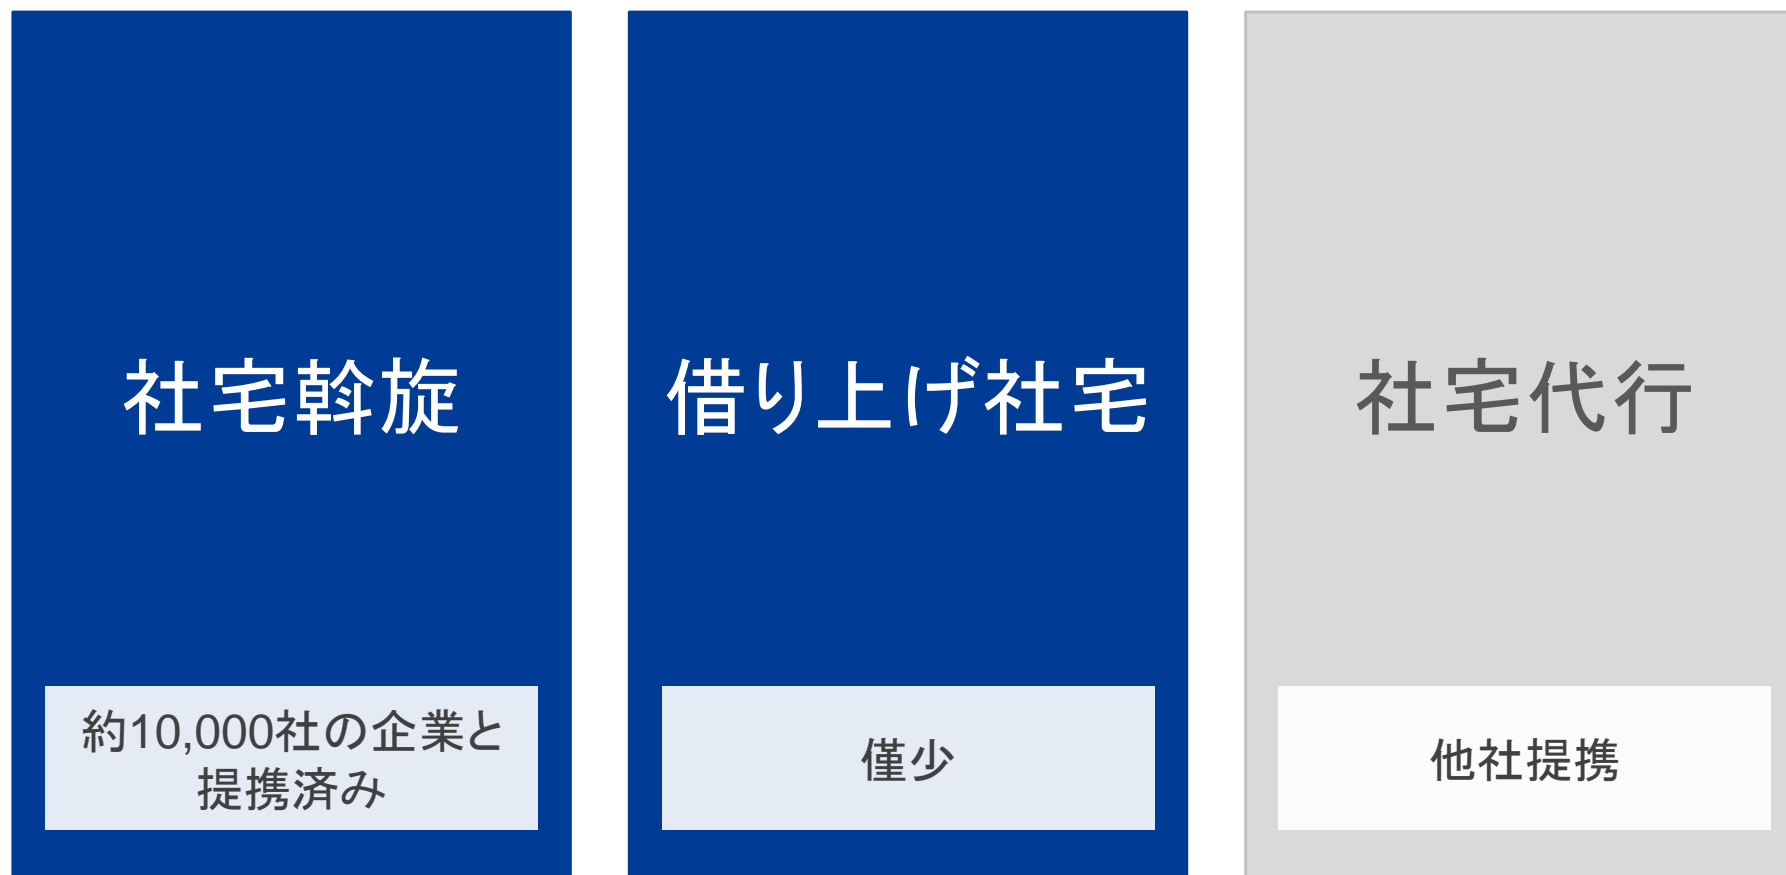 社宅斡旋
約10,000社の企業と
提携済み
借り上げ社宅
僅少
社宅代行
他社提携